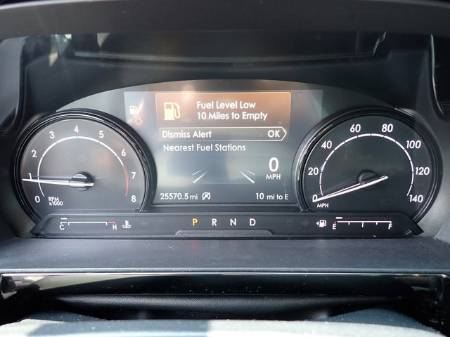 Fuel Level Low
10 Miles to Empty
Dismiss Alert OK
Nearest Fuel Stations
0
MPH
25570.5 mi 10 mi to E
0 1 2 3 4 5 6 7 8
RPM
x1000
0 20 40 60 80 100 120 140
MPH
C H
P R N D
E F